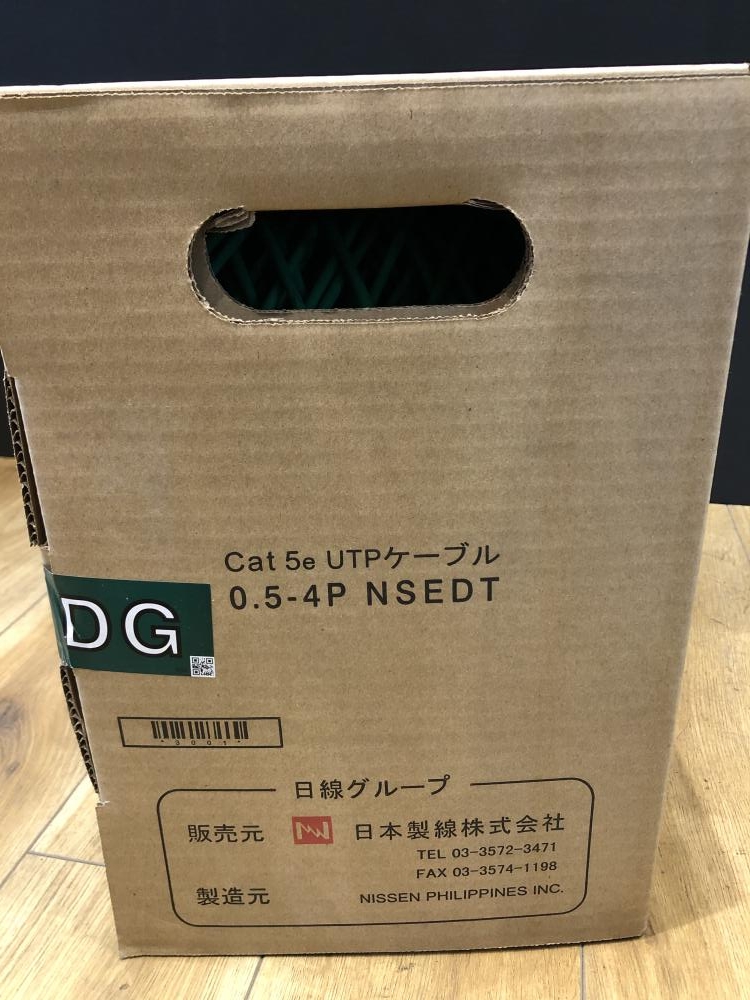 Cat 5e UTPケーブル
0.5-4P NSEDT
DG
*3001*
日線グループ
販売元 日本製線株式会社
TEL 03-3572-3471
FAX 03-3574-1198
製造元 NISSEN PHILIPPINES INC.